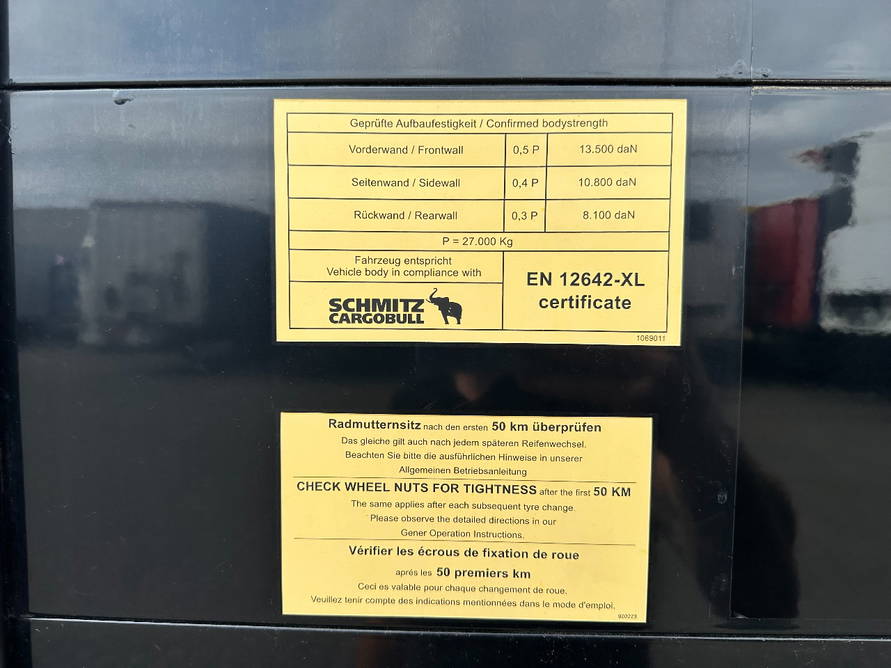 Geprüfte Aufbaufestigkeit / Confirmed bodystrength
Vorderwand / Frontwall 0,5 P 13.500 daN
Seitenwand / Sidewall 0,4 P 10.800 daN
Rückwand / Rearwall 0,3 P 8.100 daN
P = 27.000 Kg
Fahrzeug entspricht
Vehicle body in compliance with
SCHMITZ
CARGOBULL
EN 12642-XL
certificate
1069011
Radmutternsitz nach den ersten 50 km überprüfen
Das gleiche gilt auch nach jedem späteren Reifenwechsel.
Beachten Sie bitte die ausführlichen Hinweise in unserer
Allgemeinen Betriebsanleitung
CHECK WHEEL NUTS FOR TIGHTNESS after the first 50 KM
The same applies after each subsequent tyre change.
Please observe the detailed directions in our
Gener Operation Instructions.
Vérifier les écrous de fixation de roue
aprés les 50 premiers km
Ceci es valable pour chaque changement de roue.
Veuillez tenir compte des indications mentionnées dans le mode d'emploi.